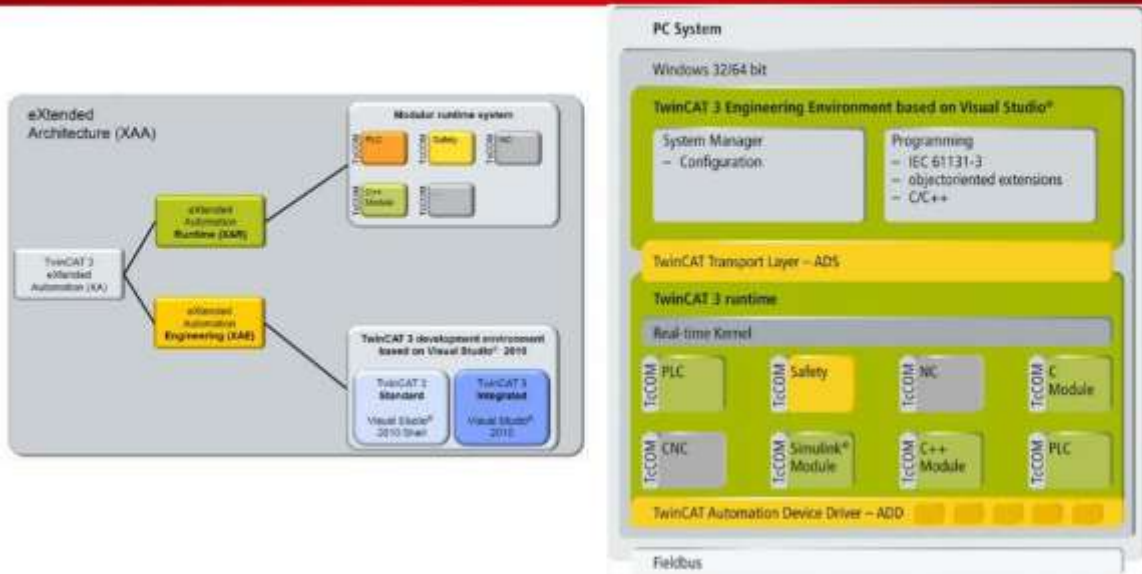 eXtended
Architecture (XAA)
TwinCAT 3
eXtended
Automation (XA)
eXtended
Automation
Runtime (XAR)
eXtended
Automation
Engineering (XAE)
Modular runtime system
TcCOM
PLC
TcCOM
Safety
TcCOM
NC
TcCOM
C++
Module
TcCOM
TwinCAT 3 development environment
based on Visual Studio® 2010
TwinCAT 3
Standard
Visual Studio®
2010 Shell
TwinCAT 3
Integrated
Visual Studio®
2010
PC System
Windows 32/64 bit
TwinCAT 3 Engineering Environment based on Visual Studio®
System Manager
– Configuration
Programming
– IEC 61131-3
– objectoriented extensions
– C/C++
TwinCAT Transport Layer – ADS
TwinCAT 3 runtime
Real-time Kernel
TcCOM
PLC
TcCOM
Safety
TcCOM
NC
TcCOM
C
Module
TcCOM
CNC
TcCOM
Simulink®
Module
TcCOM
C++
Module
TcCOM
PLC
TwinCAT Automation Device Driver – ADD
Fieldbus